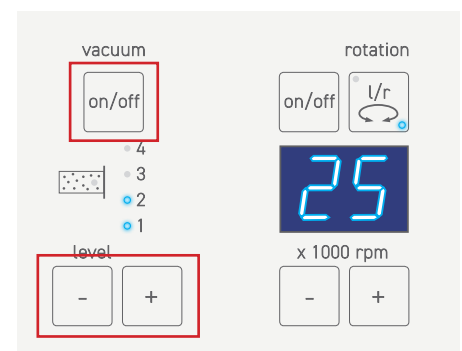 vacuum
rotation
on/off
on/off
l/r
4
3
2
1
25
level
x 1000 rpm
- +
- +